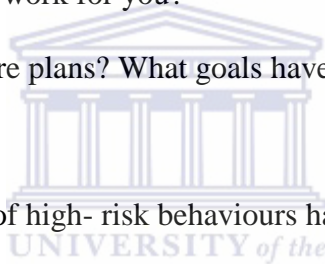 work for you?
re plans? What goals have
of high- risk behaviours ha
UNIVERSITY of the